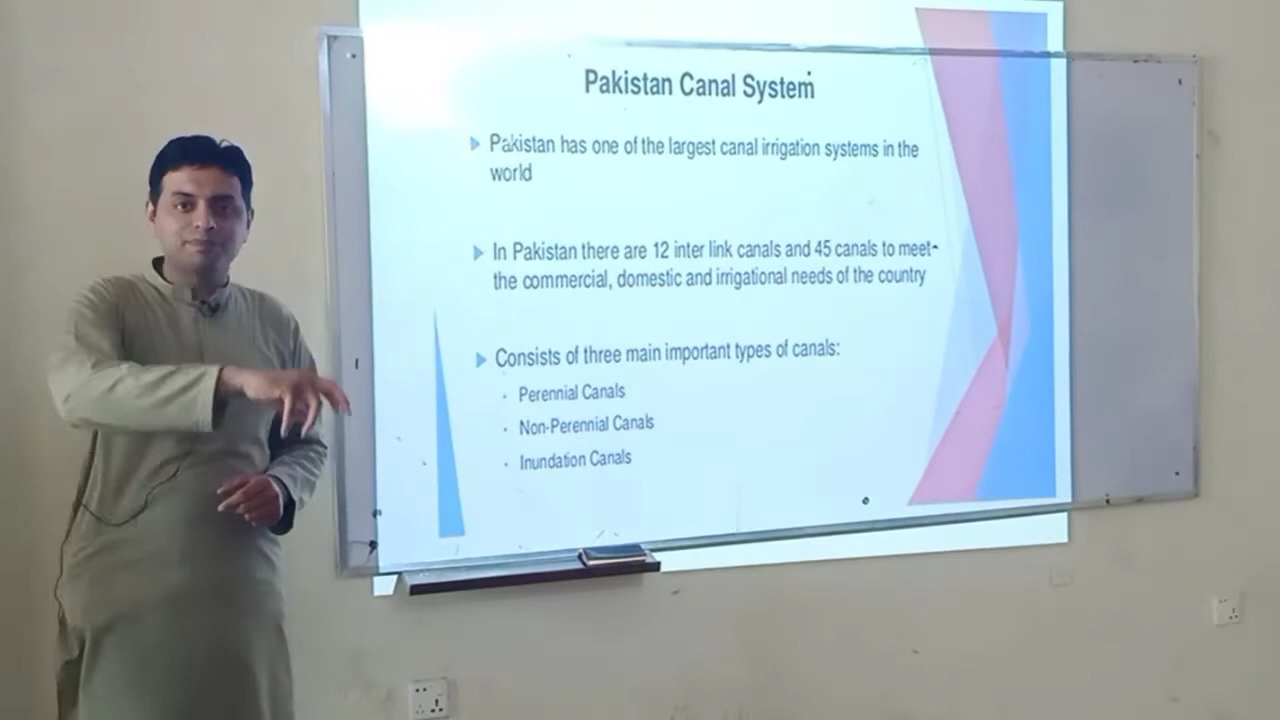 Pakistan Canal System
Pakistan has one of the largest canal irrigation systems in the
world
In Pakistan there are 12 inter link canals and 45 canals to meet
the commercial, domestic and irrigational needs of the country
Consists of three main important types of canals:
Perennial Canals
Non-Perennial Canals
Inundation Canals